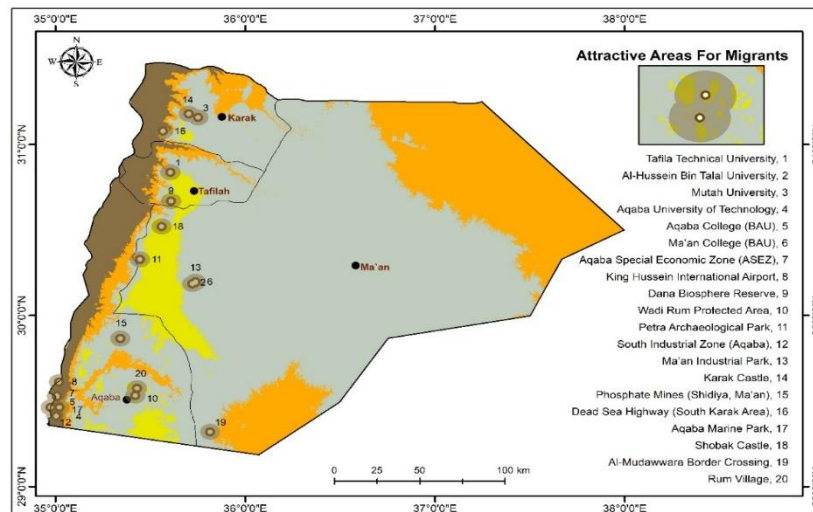 35°0'0"E 36°0'0"E 37°0'0"E 38°0'0"E
N
W E
S
Attractive Areas For Migrants
31°0'0"N
30°0'0"N
29°0'0"N
14
3
Karak
16
1
Tafilah
9
18
11
13
26
Ma`an
15
8
7
5
17
4
12
20
Aqaba
10
19
Tafila Technical University, 1
Al-Hussein Bin Talal University, 2
Mutah University, 3
Aqaba University of Technology, 4
Aqaba College (BAU), 5
Ma'an College (BAU), 6
Aqaba Special Economic Zone (ASEZ), 7
King Hussein International Airport, 8
Dana Biosphere Reserve, 9
Wadi Rum Protected Area, 10
Petra Archaeological Park, 11
South Industrial Zone (Aqaba), 12
Ma'an Industrial Park, 13
Karak Castle, 14
Phosphate Mines (Shidiya, Ma'an), 15
Dead Sea Highway (South Karak Area), 16
Aqaba Marine Park, 17
Shobak Castle, 18
Al-Mudawwara Border Crossing, 19
Rum Village, 20
0 25 50 100 km
35°0'0"E 36°0'0"E 37°0'0"E 38°0'0"E